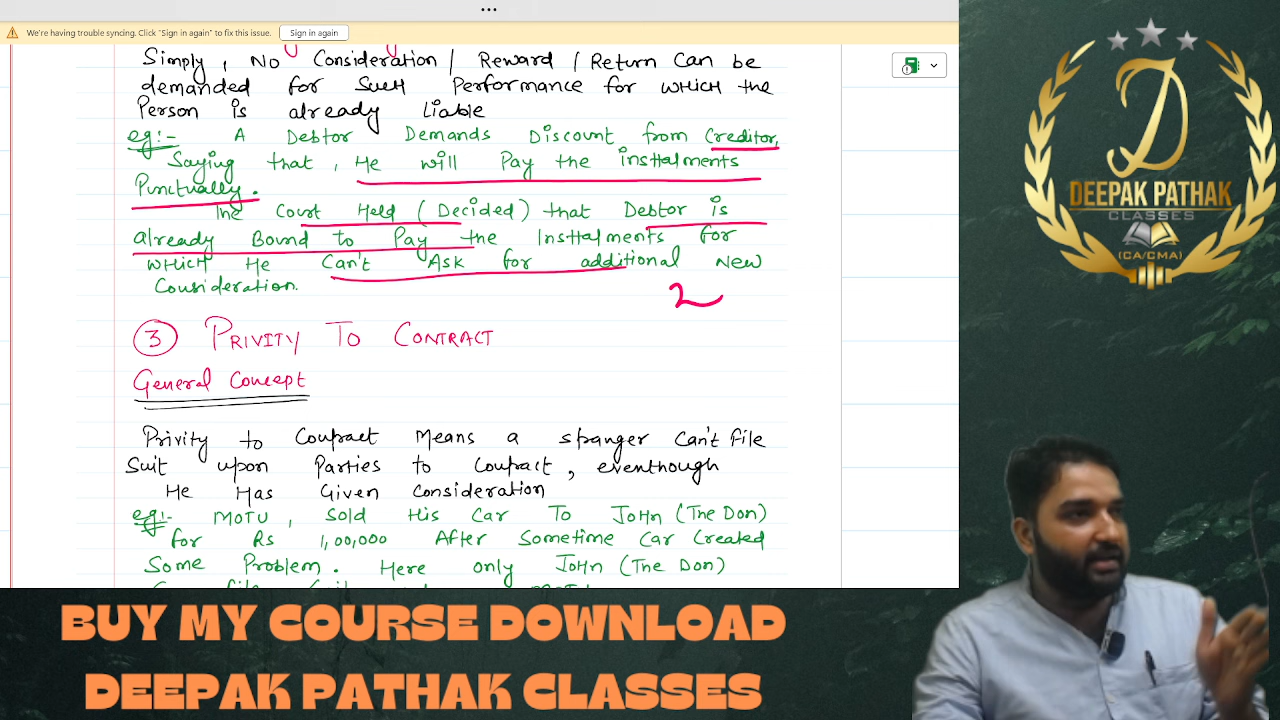 We're having trouble syncing. Click "Sign in again" to fix this issue. Sign in again
Simply, No Consideration / Reward / Return Can be
demanded for such Performance for which the
Person is already Liable
eg:- A Debtor Demands Discount from Creditor,
Saying that, He will Pay the installments
Punctually.
The Court Held (Decided) that Debtor is
already Bound to Pay the Installments for
which He Can't Ask for additional New
Consideration.
2
3 PRIVITY TO CONTRACT
General Concept
Privity to Contract Means a stranger Can't file
Suit upon Parties to Contract, eventhough
He Has Given Consideration
eg:- MOTU, Sold His Car To JOHN (The Don)
for Rs 1,00,000 After Sometime Car Created
Some Problem. Here only JOHN (The Don)
D
DEEPAK PATHAK
CLASSES
(CA/CMA)
BUY MY COURSE DOWNLOAD
DEEPAK PATHAK CLASSES